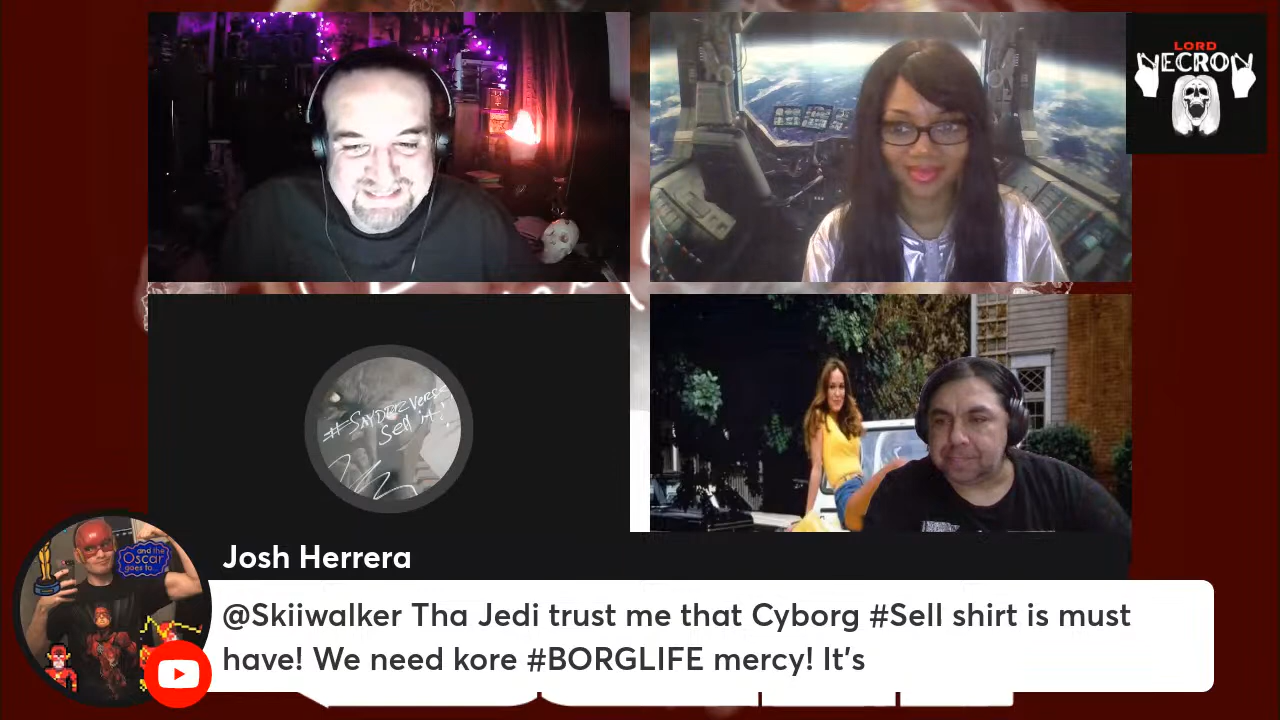 LORD
NECRON
#SNYDERVERSE
Sell it!
and the
Oscar
goes to...
Josh Herrera
@Skiiwalker Tha Jedi trust me that Cyborg #Sell shirt is must
have! We need kore #BORGLIFE mercy! It's